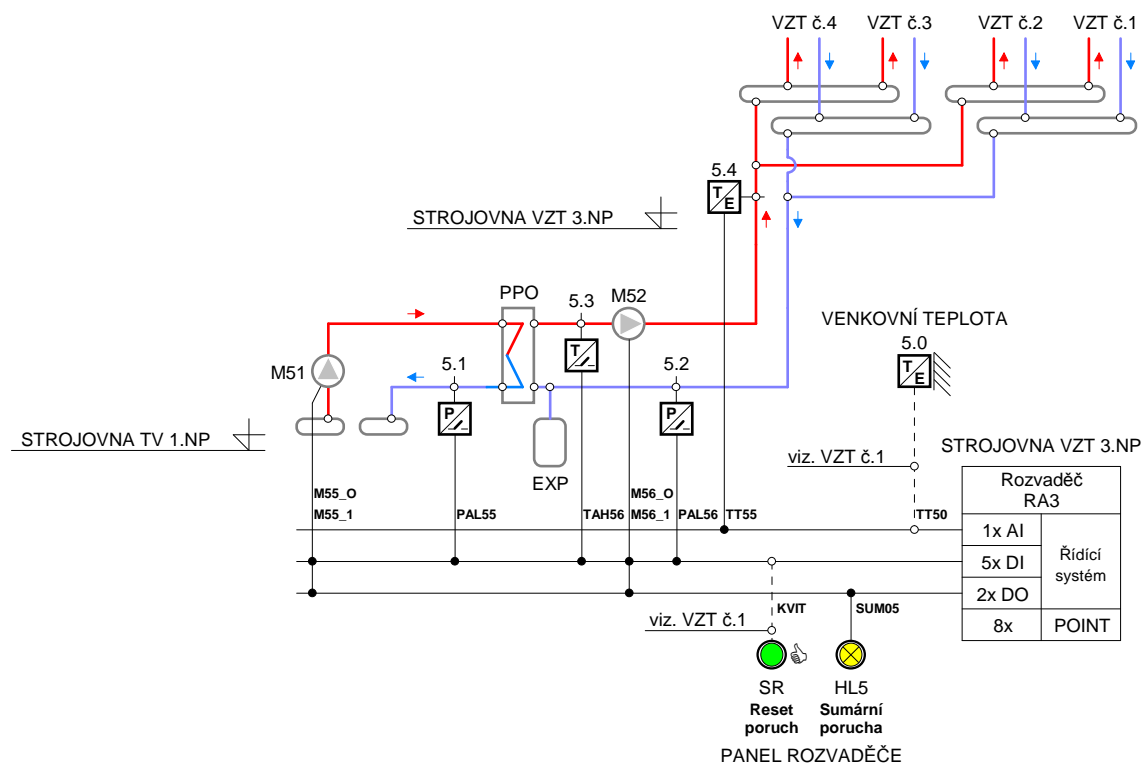 VZT č.4
VZT č.3
VZT č.2
VZT č.1
5.4
T
E
STROJOVNA VZT 3.NP
PPO
5.3
M52
T
VENKOVNÍ TEPLOTA
5.0
T
E
M51
5.1
5.2
P
P
STROJOVNA TV 1.NP
EXP
viz. VZT č.1
STROJOVNA VZT 3.NP
M55_O
M55_1
PAL55
TAH56
M56_O
M56_1
PAL56
TT55
TT50
Rozvaděč
RA3
1x AI
5x DI
2x DO
Řídící
systém
8x
POINT
KVIT
SUM05
viz. VZT č.1
SR
Reset
poruch
HL5
Sumární
porucha
PANEL ROZVADĚČE